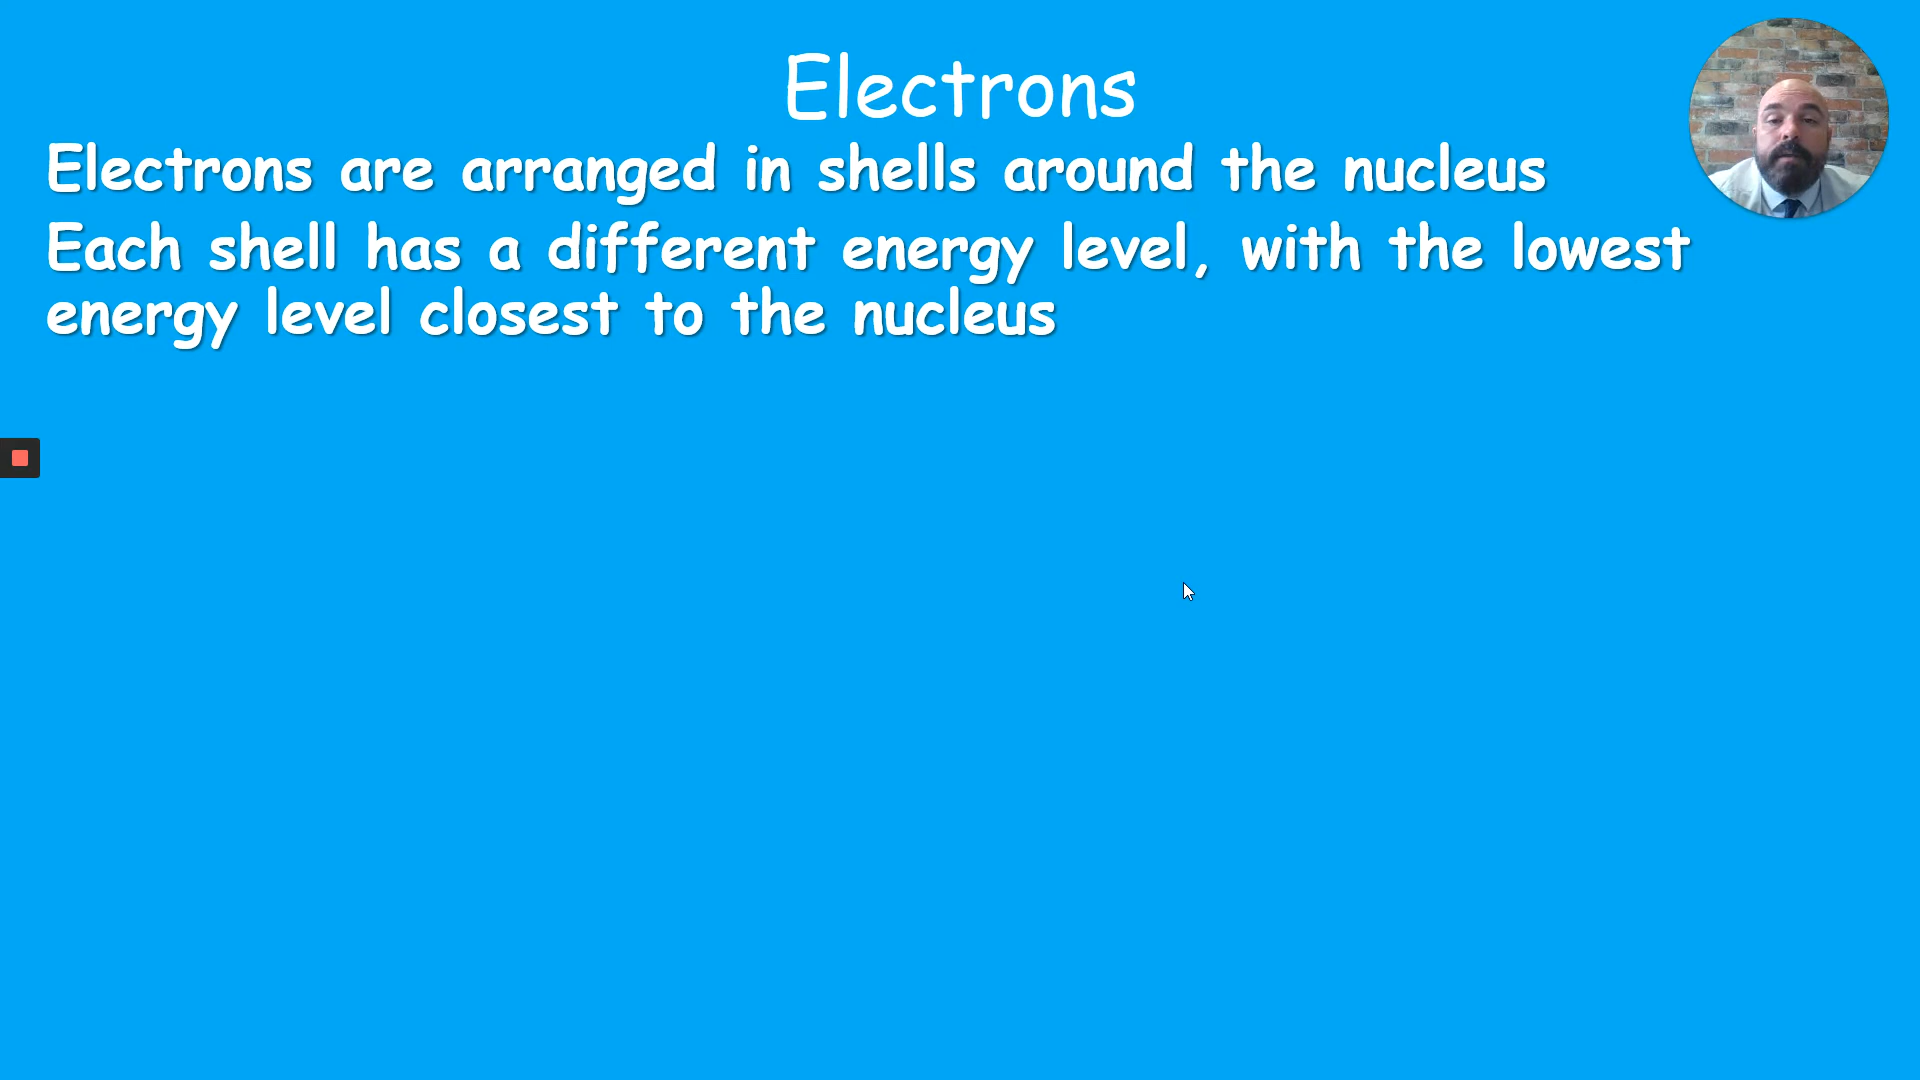 Electrons
Electrons are arranged in shells around the nucleus
Each shell has a different energy level, with the lowest
energy level closest to the nucleus